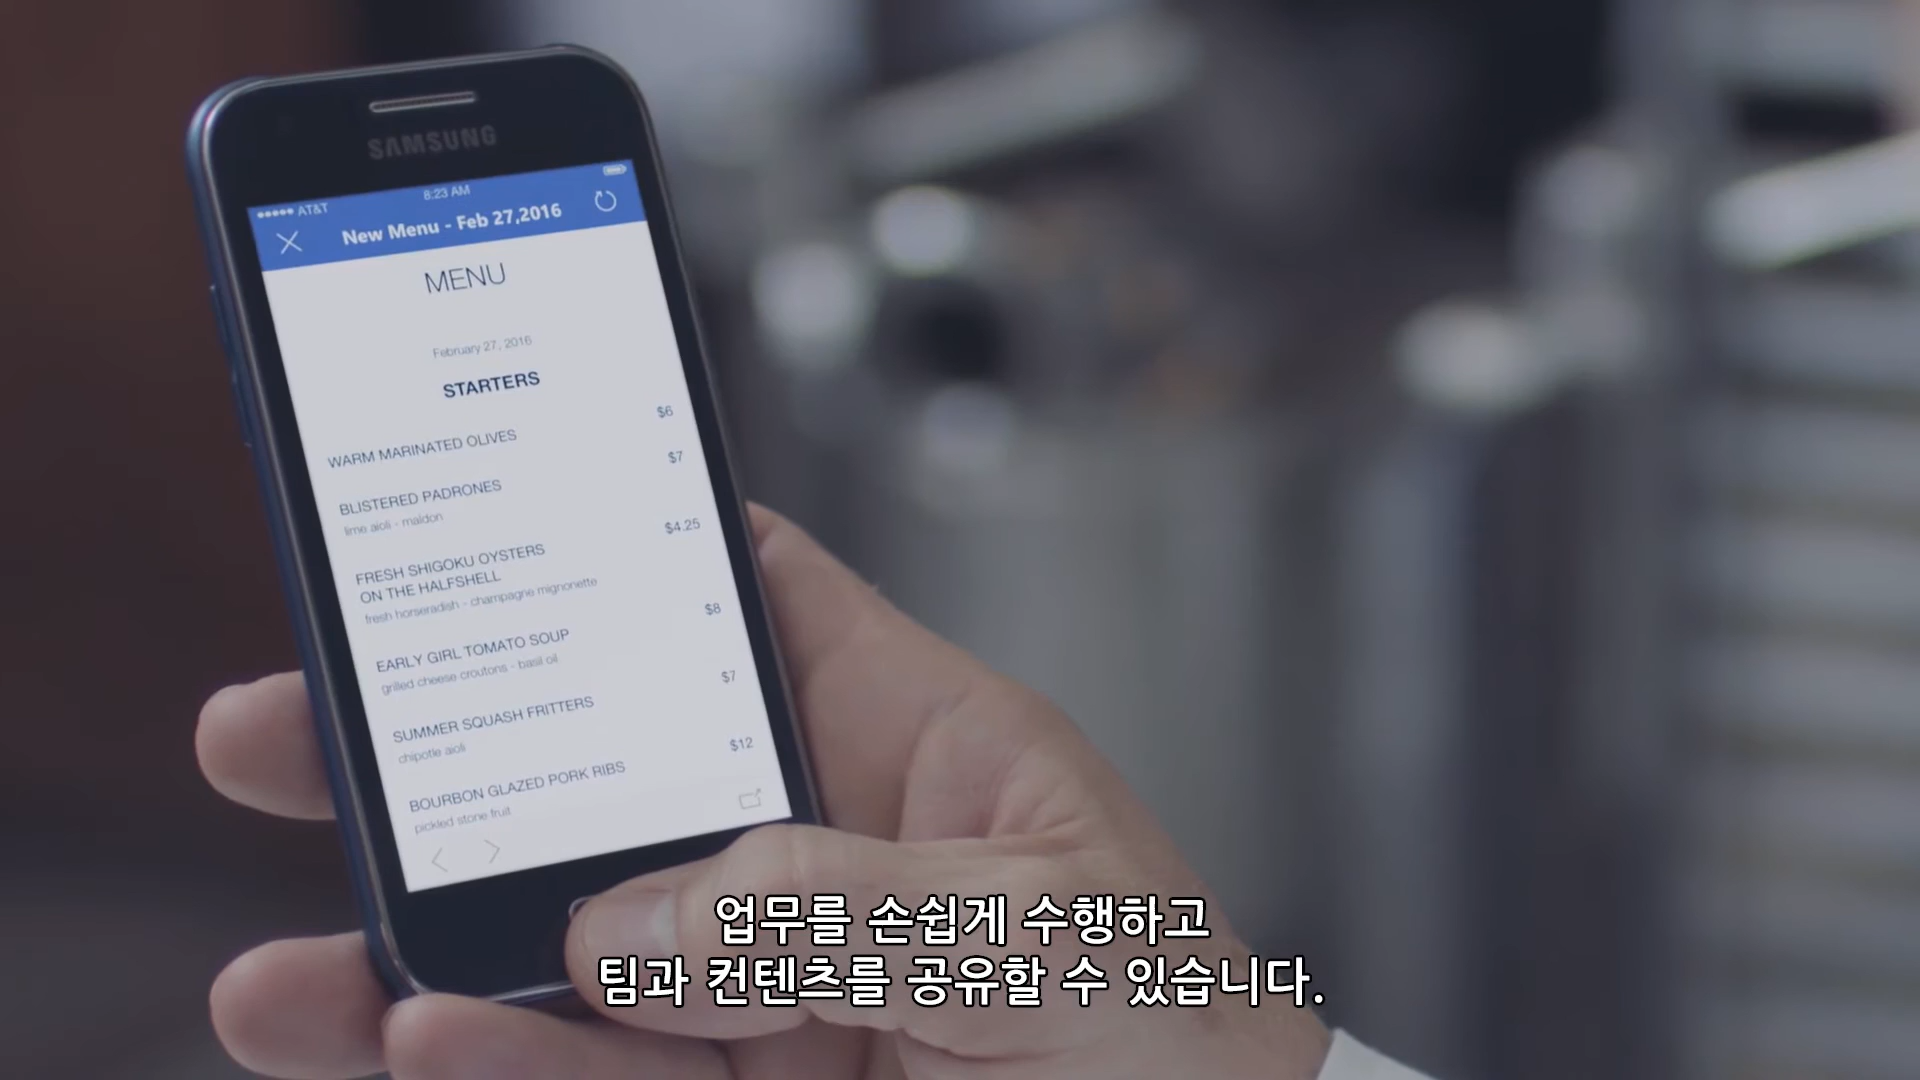 SAMSUNG
AT&T
8:23 AM
New Menu - Feb 27,2016
MENU
February 27, 2016
STARTERS
$6
WARM MARINATED OLIVES
$7
BLISTERED PADRONES
lime aioli - maldon
$4.25
FRESH SHIGOKU OYSTERS
ON THE HALFSHELL
fresh horseradish - champagne mignonette
$8
EARLY GIRL TOMATO SOUP
grilled cheese croutons - basil oil
$7
SUMMER SQUASH FRITTERS
chipotle aioli
$12
BOURBON GLAZED PORK RIBS
pickled stone fruit
업무를 손쉽게 수행하고
팀과 컨텐츠를 공유할 수 있습니다.